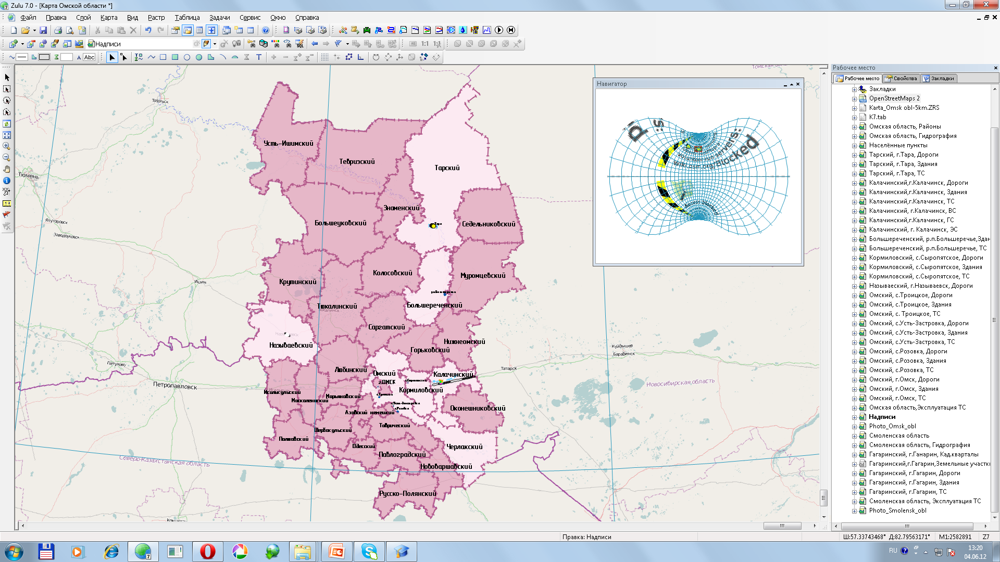 Zulu 7.0 - [Карта Омской области *]
Файл Правка Слой Карта Вид Растр Таблица Задачи Сервис Окно Справка
Надписи
1:1
A Abc
T
Рабочее место
Рабочее место Свойства Закладки
Навигатор
Blocked
Тобольск
Тюмень
Ялуторовск
Заводоуковск
Ишим
Петухово
Петропавловск
Северо-Казахстанская область
Татарск
Куйбышев
Барабинск
Новосибирская область
Усть-Ишимский
Тевризский
Тарский
Знаменский
Большеуковский
Седельниковский
Колосовский
Муромцевский
Крутинский
Тюкалинский
Большереченский
Саргатский
Называевский
Нижнеомский
Горьковский
Любинский
Омский
г.ОМСК
Калачинский
Кормиловский
Исилькульский
Москаленский
Марьяновский
Оконешниковский
Азовский немецкий
Таврический
Шербакульский
Полтавский
Одесский
Черлакский
Павлоградский
Нововаршавский
Русско-Полянский
Закладки
OpenStreetMaps 2
Karta_Omsk obl-5km.ZRS
K7.tab
Омская область, Районы
Омская область, Гидрография
Населённые пункты
Тарский, г.Тара, Дороги
Тарский, г.Тара, Здания
Тарский, г.Тара, ТС
Калачинский,г.Калачинск, Дороги
Калачинский,г.Калачинск, Здания
Калачинский,г.Калачинск, ТС
Калачинский, г.Калачинск, ВС
Калачинский,г.Калачинск, ГС
Калачинский, г. Калачинск, ЭС
Большереченский, р.п.Большеречье,Здан
Большереченский, р.п.Большеречье, ТС
Кормиловский, с.Сыропятское, Дороги
Кормиловский, с.Сыропятское, Здания
Кормиловский, с.Сыропятское, ТС
Называеский, г.Называевск, Дороги
Омский, с.Троицкое, Дороги
Омский, с.Троицкое, Здания
Омский, с. Троицкое, ТС
Омский, с.Усть-Застровка, Дороги
Омский, с.Усть-Застровка, Здания
Омский, с.Усть-Застровка, ТС
Омский, с.Розовка, Дороги
Омский, с.Розовка, Здания
Омский, с.Розовка, ТС
Омский, г.Омск, Дороги
Омский, г.Омск, Здания
Омский, г.Омск, ТС
Омская область,Эксплуатация ТС
Надписи
Photo_Omsk_obl
Смоленская область
Смоленская область, Гидрография
Гагаринский, г.Ганарин, Кад.кварталы
Гагаринский,г.Гагарин,Земельные участки
Гагаринский, г.Гагарин, Дороги
Гагаринский, г.Гагарин, Здания
Гагаринский, г.Гагарин, ТС
Смоленская область, Эксплуатация ТС
Photo_Smolensk_obl
Правка: Надписи
Ш:57.33743468° Д:82.79563171° М1:2582891 Z7
RU
13:20
04.06.12